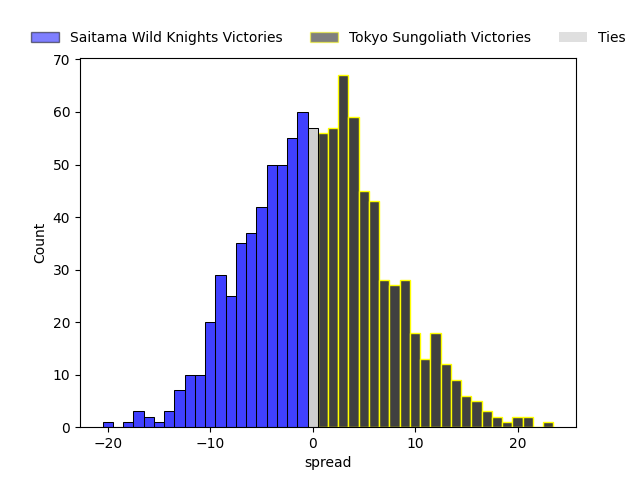 Saitama Wild Knights Victories Tokyo Sungoliath Victories Ties
70
60
50
40
30
20
10
0
Count
−20 −10 0 10 20
spread